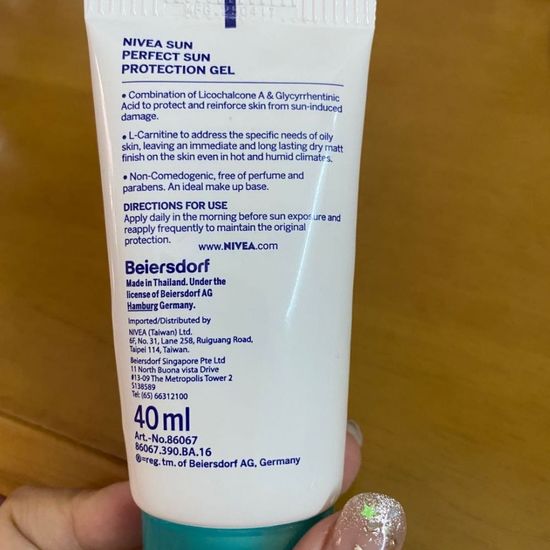 NIVEA SUN
PERFECT SUN
PROTECTION GEL
• Combination of Licochalcone A & Glycyrrhentinic
Acid to protect and reinforce skin from sun-induced
damage.
• L-Carnitine to address the specific needs of oily
skin, leaving an immediate and long lasting dry matt
finish on the skin even in hot and humid climates.
• Non-Comedogenic, free of perfume and
parabens. An ideal make up base.
DIRECTIONS FOR USE
Apply daily in the morning before sun exposure and
reapply frequently to maintain the original
protection.
www.NIVEA.com
Beiersdorf
Made in Thailand. Under the
license of Beiersdorf AG
Hamburg Germany.
Imported/Distributed by
NIVEA (Taiwan) Ltd.
6F, No. 31, Lane 258, Ruiguang Road,
Taipei 114, Taiwan.
Beiersdorf Singapore Pte Ltd
11 North Buona vista Drive
#13-09 The Metropolis Tower 2
S138589
Tel: (65) 66312100
40 ml
Art.-No.86067
86067.390.BA.16
®=reg. tm. of Beiersdorf AG, Germany